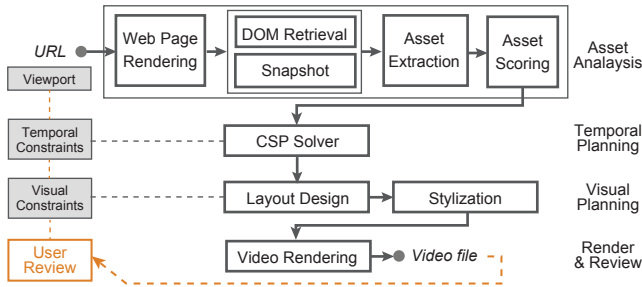 URL
Web Page
Rendering
DOM Retrieval
Snapshot
Asset
Extraction
Asset
Scoring
Asset
Analaysis
Viewport
Temporal
Constraints
CSP Solver
Temporal
Planning
Visual
Constraints
Layout Design
Stylization
Visual
Planning
User
Review
Video Rendering
Video file
Render
& Review